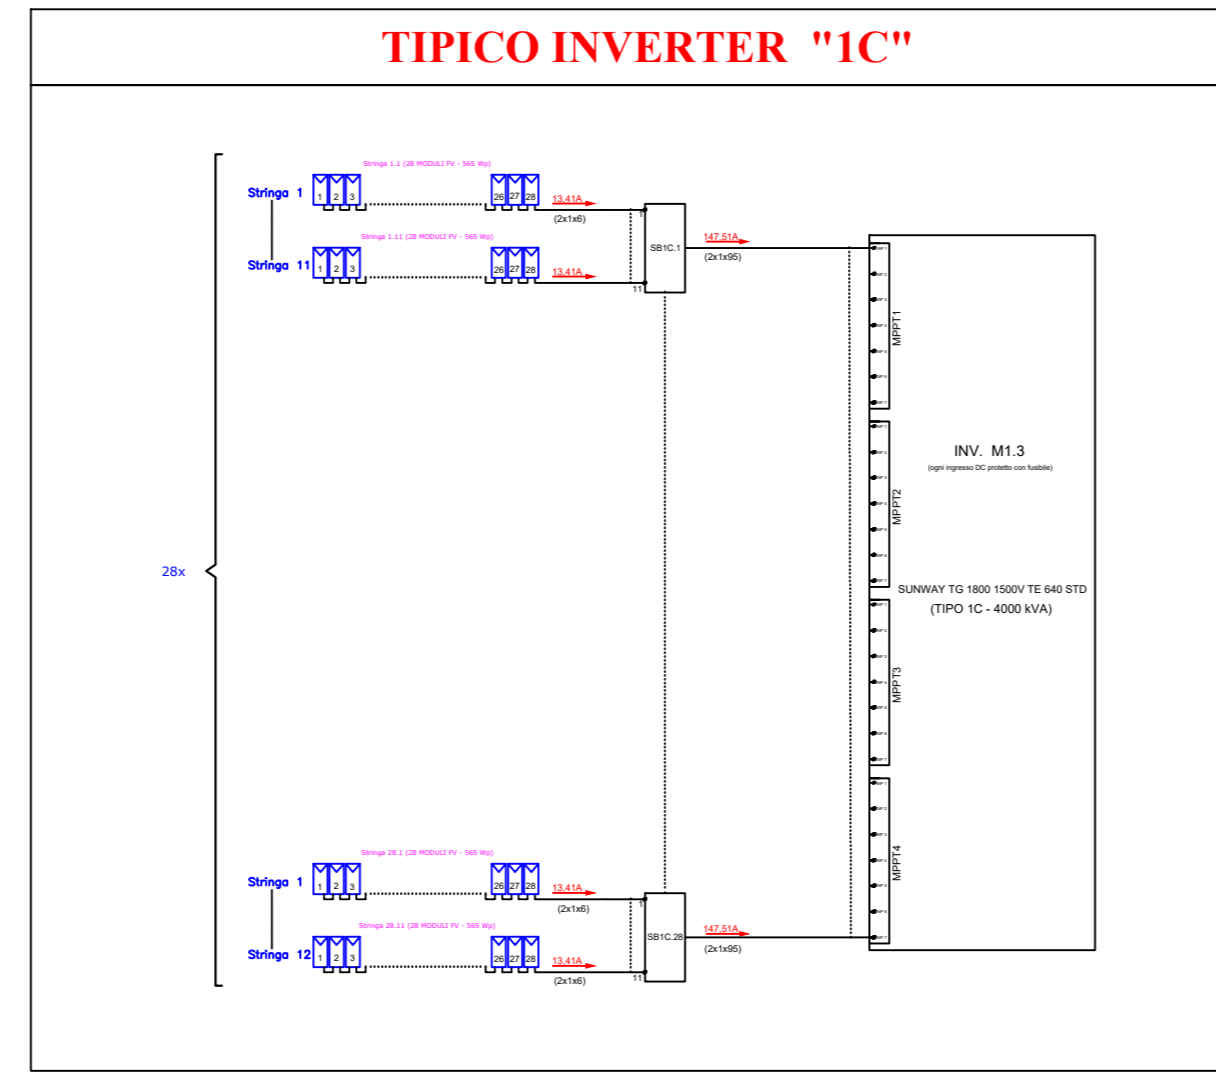 TIPICO INVERTER "1C"
Stringa 1.1 (28 MODULI FV - 565 Wp)
Stringa 1
1 2 3
26 27 28
13,41A
(2x1x6)
1
Stringa 1.11 (28 MODULI FV - 565 Wp)
Stringa 11
1 2 3
26 27 28
13,41A
11
SB1C.1
147,51A
(2x1x95)
MPPT1
MPPT2
MPPT3
MPPT4
INV. M1.3
(ogni ingresso DC protetto con fusibile)
SUNWAY TG 1800 1500V TE 640 STD
(TIPO 1C - 4000 kVA)
28x
Stringa 28.1 (28 MODULI FV - 565 Wp)
Stringa 1
1 2 3
26 27 28
13,41A
(2x1x6)
1
Stringa 28.11 (28 MODULI FV - 565 Wp)
Stringa 12
1 2 3
26 27 28
13,41A
(2x1x6)
11
SB1C.28
147,51A
(2x1x95)